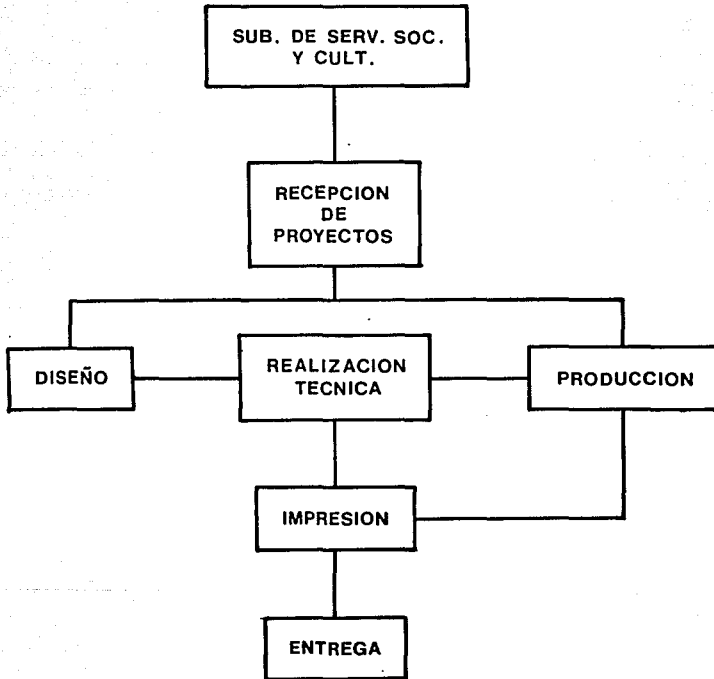 SUB. DE SERV. SOC.
Y CULT.
RECEPCION
DE
PROYECTOS
DISEÑO
REALIZACION
TECNICA
PRODUCCION
IMPRESION
ENTREGA